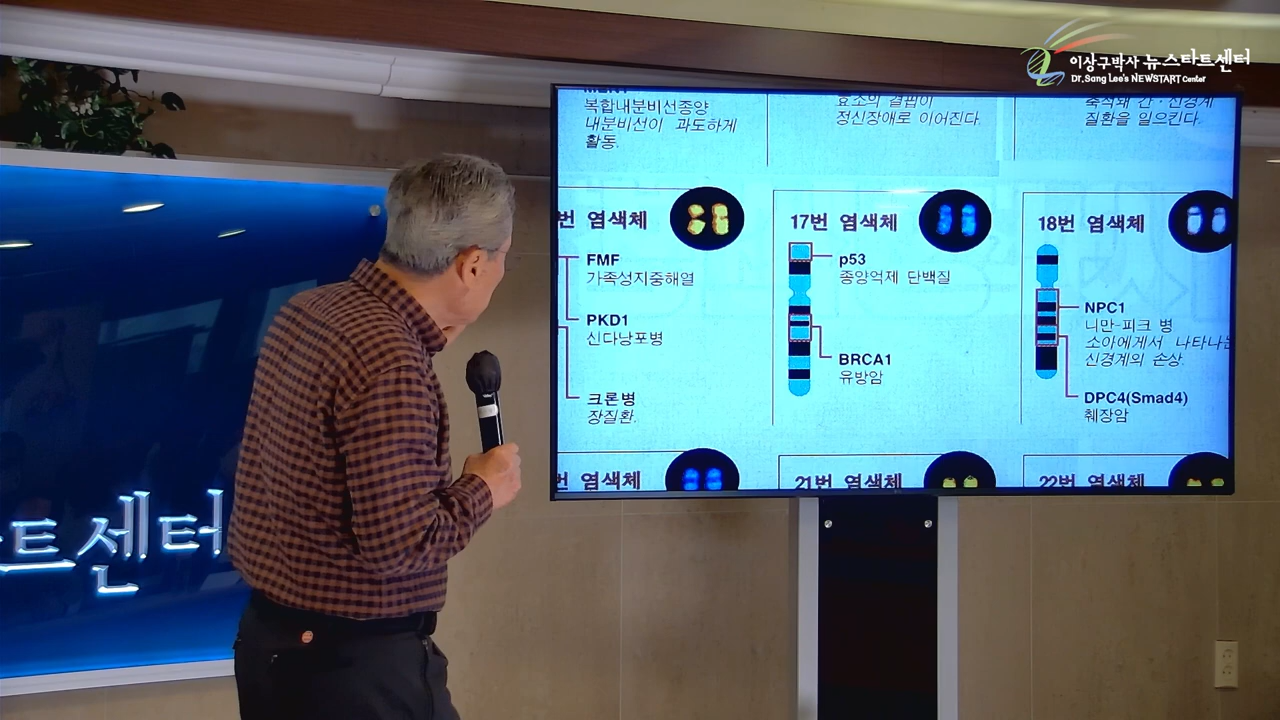 이상구박사 뉴스타트센터
Dr. Sang Lee's NEWSTART Center
복합내분비선종양
내분비선이 과도하게
활동.
효소의 결핍이
정신장애로 이어진다.
축적돼 간·신경계
질환을 일으킨다.
번 염색체
FMF
가족성지중해열
PKD1
신다낭포병
크론병
장질환.
17번 염색체
p53
종양억제 단백질
BRCA1
유방암
18번 염색체
NPC1
니만-피크 병
소아에게서 나타나는
신경계의 손상.
DPC4(Smad4)
췌장암
번 염색체
21번 염색체
22번 염색체
트센터